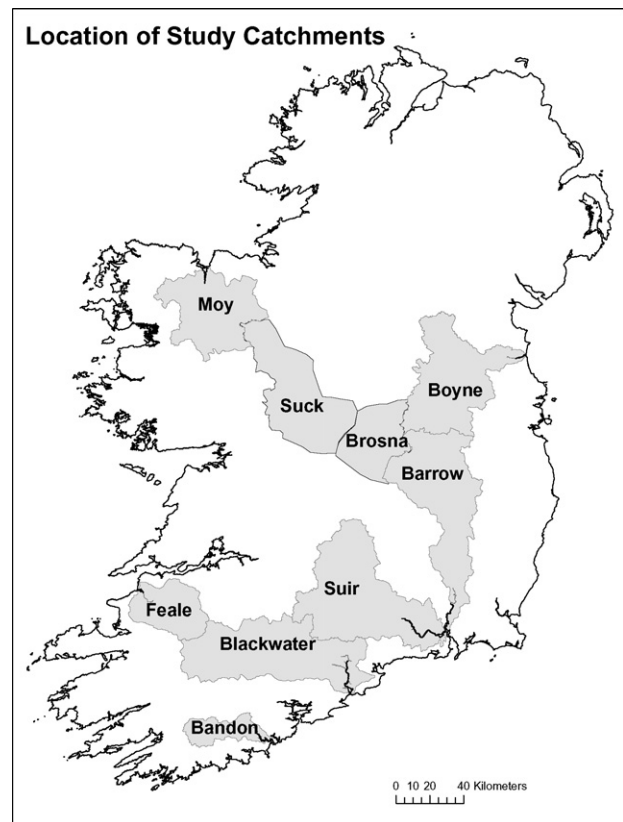 Location of Study Catchments
Moy
Suck
Boyne
Brosna
Barrow
Suir
Feale
Blackwater
Bandon
0 10 20 40 Kilometers